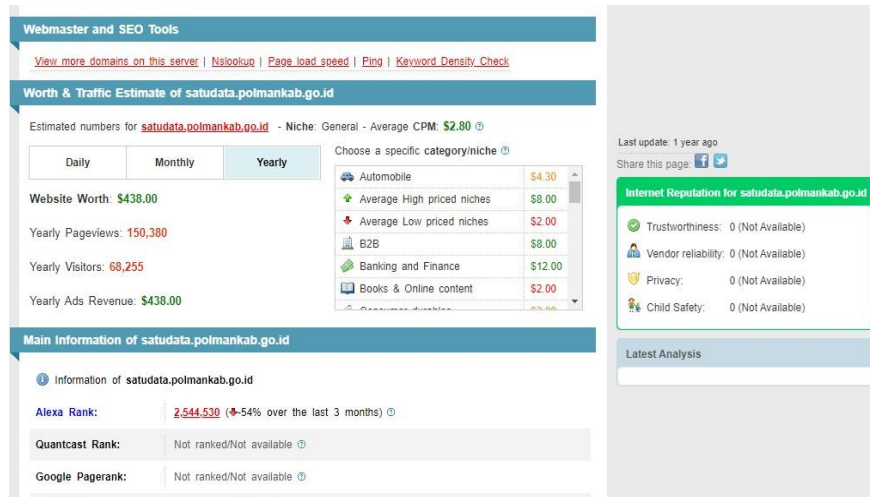 Webmaster and SEO Tools
View more domains on this server | Nslookup | Page load speed | Ping | Keyword Density Check
Worth & Traffic Estimate of satudata.polmankab.go.id
Estimated numbers for satudata.polmankab.go.id - Niche: General - Average CPM: $2.80
Daily Monthly Yearly
Website Worth: $438.00
Yearly Pageviews: 150,380
Yearly Visitors: 68,255
Yearly Ads Revenue: $438.00
Choose a specific category/niche
Automobile $4.30
Average High priced niches $8.00
Average Low priced niches $2.00
B2B $8.00
Banking and Finance $12.00
Books & Online content $2.00
Main Information of satudata.polmankab.go.id
Information of satudata.polmankab.go.id
Alexa Rank: 2,544,530 (-54% over the last 3 months)
Quantcast Rank: Not ranked/Not available
Google Pagerank: Not ranked/Not available
Last update: 1 year ago
Share this page:
Internet Reputation for satudata.polmankab.go.id
Trustworthiness: 0 (Not Available)
Vendor reliability: 0 (Not Available)
Privacy: 0 (Not Available)
Child Safety: 0 (Not Available)
Latest Analysis